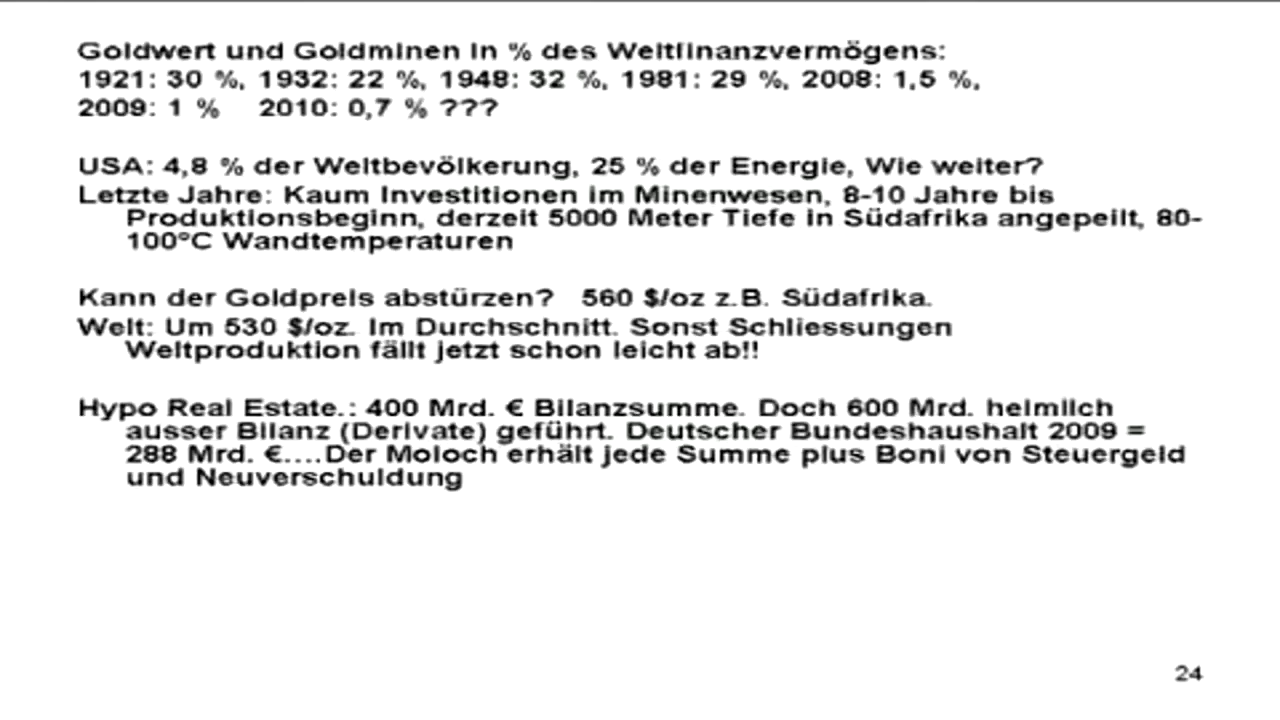 Goldwert und Goldminen in % des Weltfinanzvermögens:
1921: 30 %, 1932: 22 %, 1948: 32 %, 1981: 29 %, 2008: 1,5 %,
2009: 1 % 2010: 0,7 % ???
USA: 4,8 % der Weltbevölkerung, 25 % der Energie, Wie weiter?
Letzte Jahre: Kaum Investitionen im Minenwesen, 8-10 Jahre bis
Produktionsbeginn, derzeit 5000 Meter Tiefe in Südafrika angepeilt, 80-
100°C Wandtemperaturen
Kann der Goldpreis abstürzen? 560 $/oz z.B. Südafrika.
Welt: Um 530 $/oz. im Durchschnitt. Sonst Schliessungen
Weltproduktion fällt jetzt schon leicht ab!!
Hypo Real Estate.: 400 Mrd. € Bilanzsumme. Doch 600 Mrd. heimlich
ausser Bilanz (Derivate) geführt. Deutscher Bundeshaushalt 2009 =
288 Mrd. €....Der Moloch erhält jede Summe plus Boni von Steuergeld
und Neuverschuldung
24